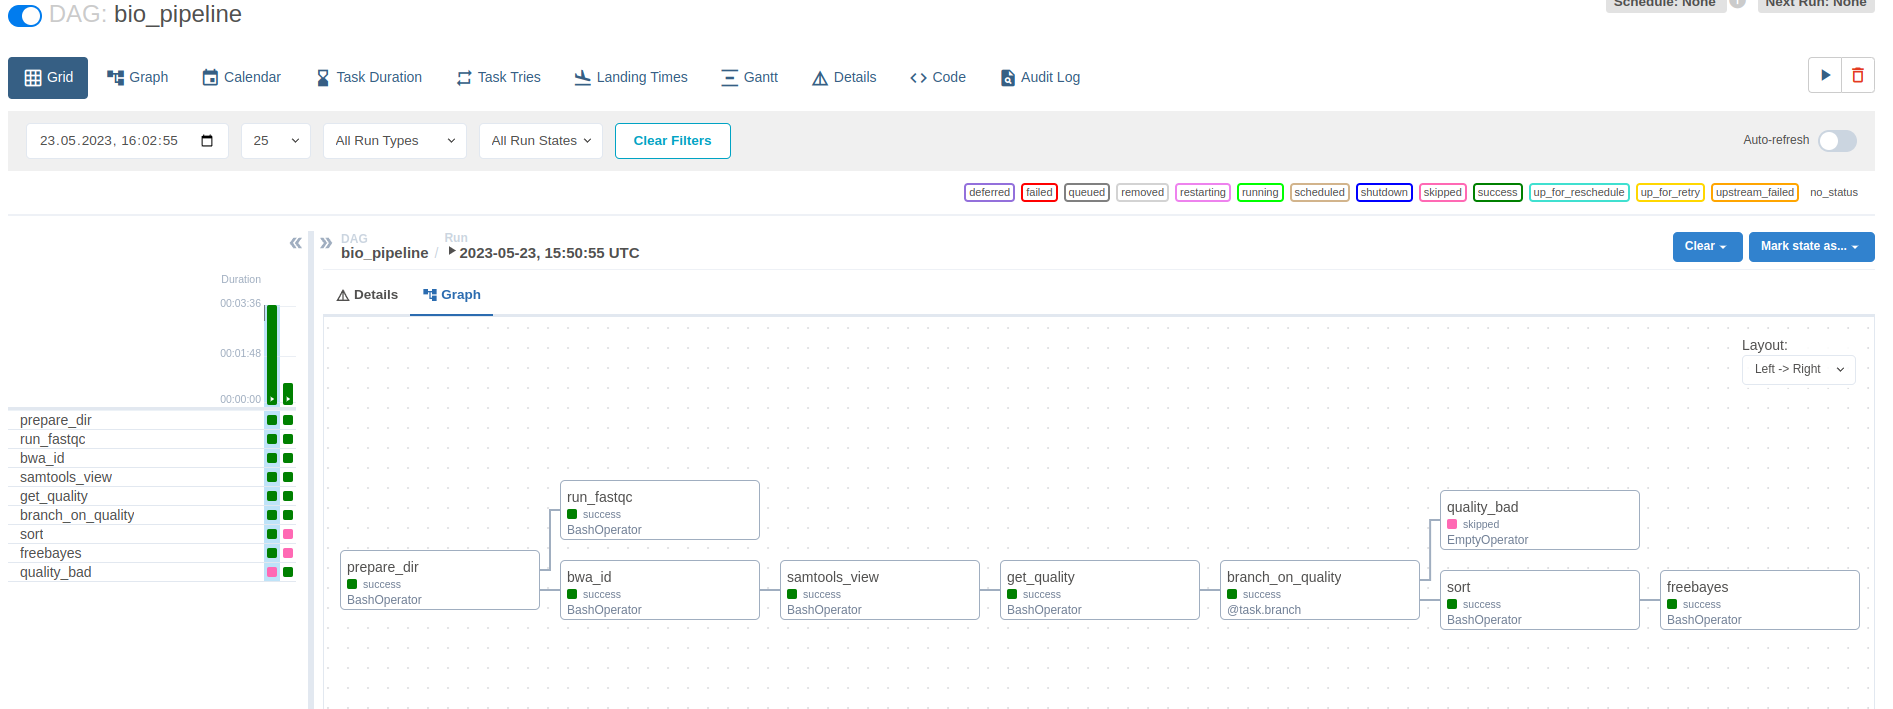 DAG: bio_pipeline
Schedule: None
Next Run: None
Grid Graph Calendar Task Duration Task Tries Landing Times Gantt Details Code Audit Log
23.05.2023, 16:02:55 25 All Run Types All Run States Clear Filters Auto-refresh
deferred failed queued removed restarting running scheduled shutdown skipped success up_for_reschedule up_for_retry upstream_failed no_status
DAG Run
bio_pipeline / 2023-05-23, 15:50:55 UTC
Clear Mark state as...
Details Graph
Duration
00:03:36
00:01:48
00:00:00
prepare_dir
run_fastqc
bwa_id
samtools_view
get_quality
branch_on_quality
sort
freebayes
quality_bad
Layout:
Left -> Right
prepare_dir
success
BashOperator
run_fastqc
success
BashOperator
bwa_id
success
BashOperator
samtools_view
success
BashOperator
get_quality
success
BashOperator
branch_on_quality
success
@task.branch
quality_bad
skipped
EmptyOperator
sort
success
BashOperator
freebayes
success
BashOperator